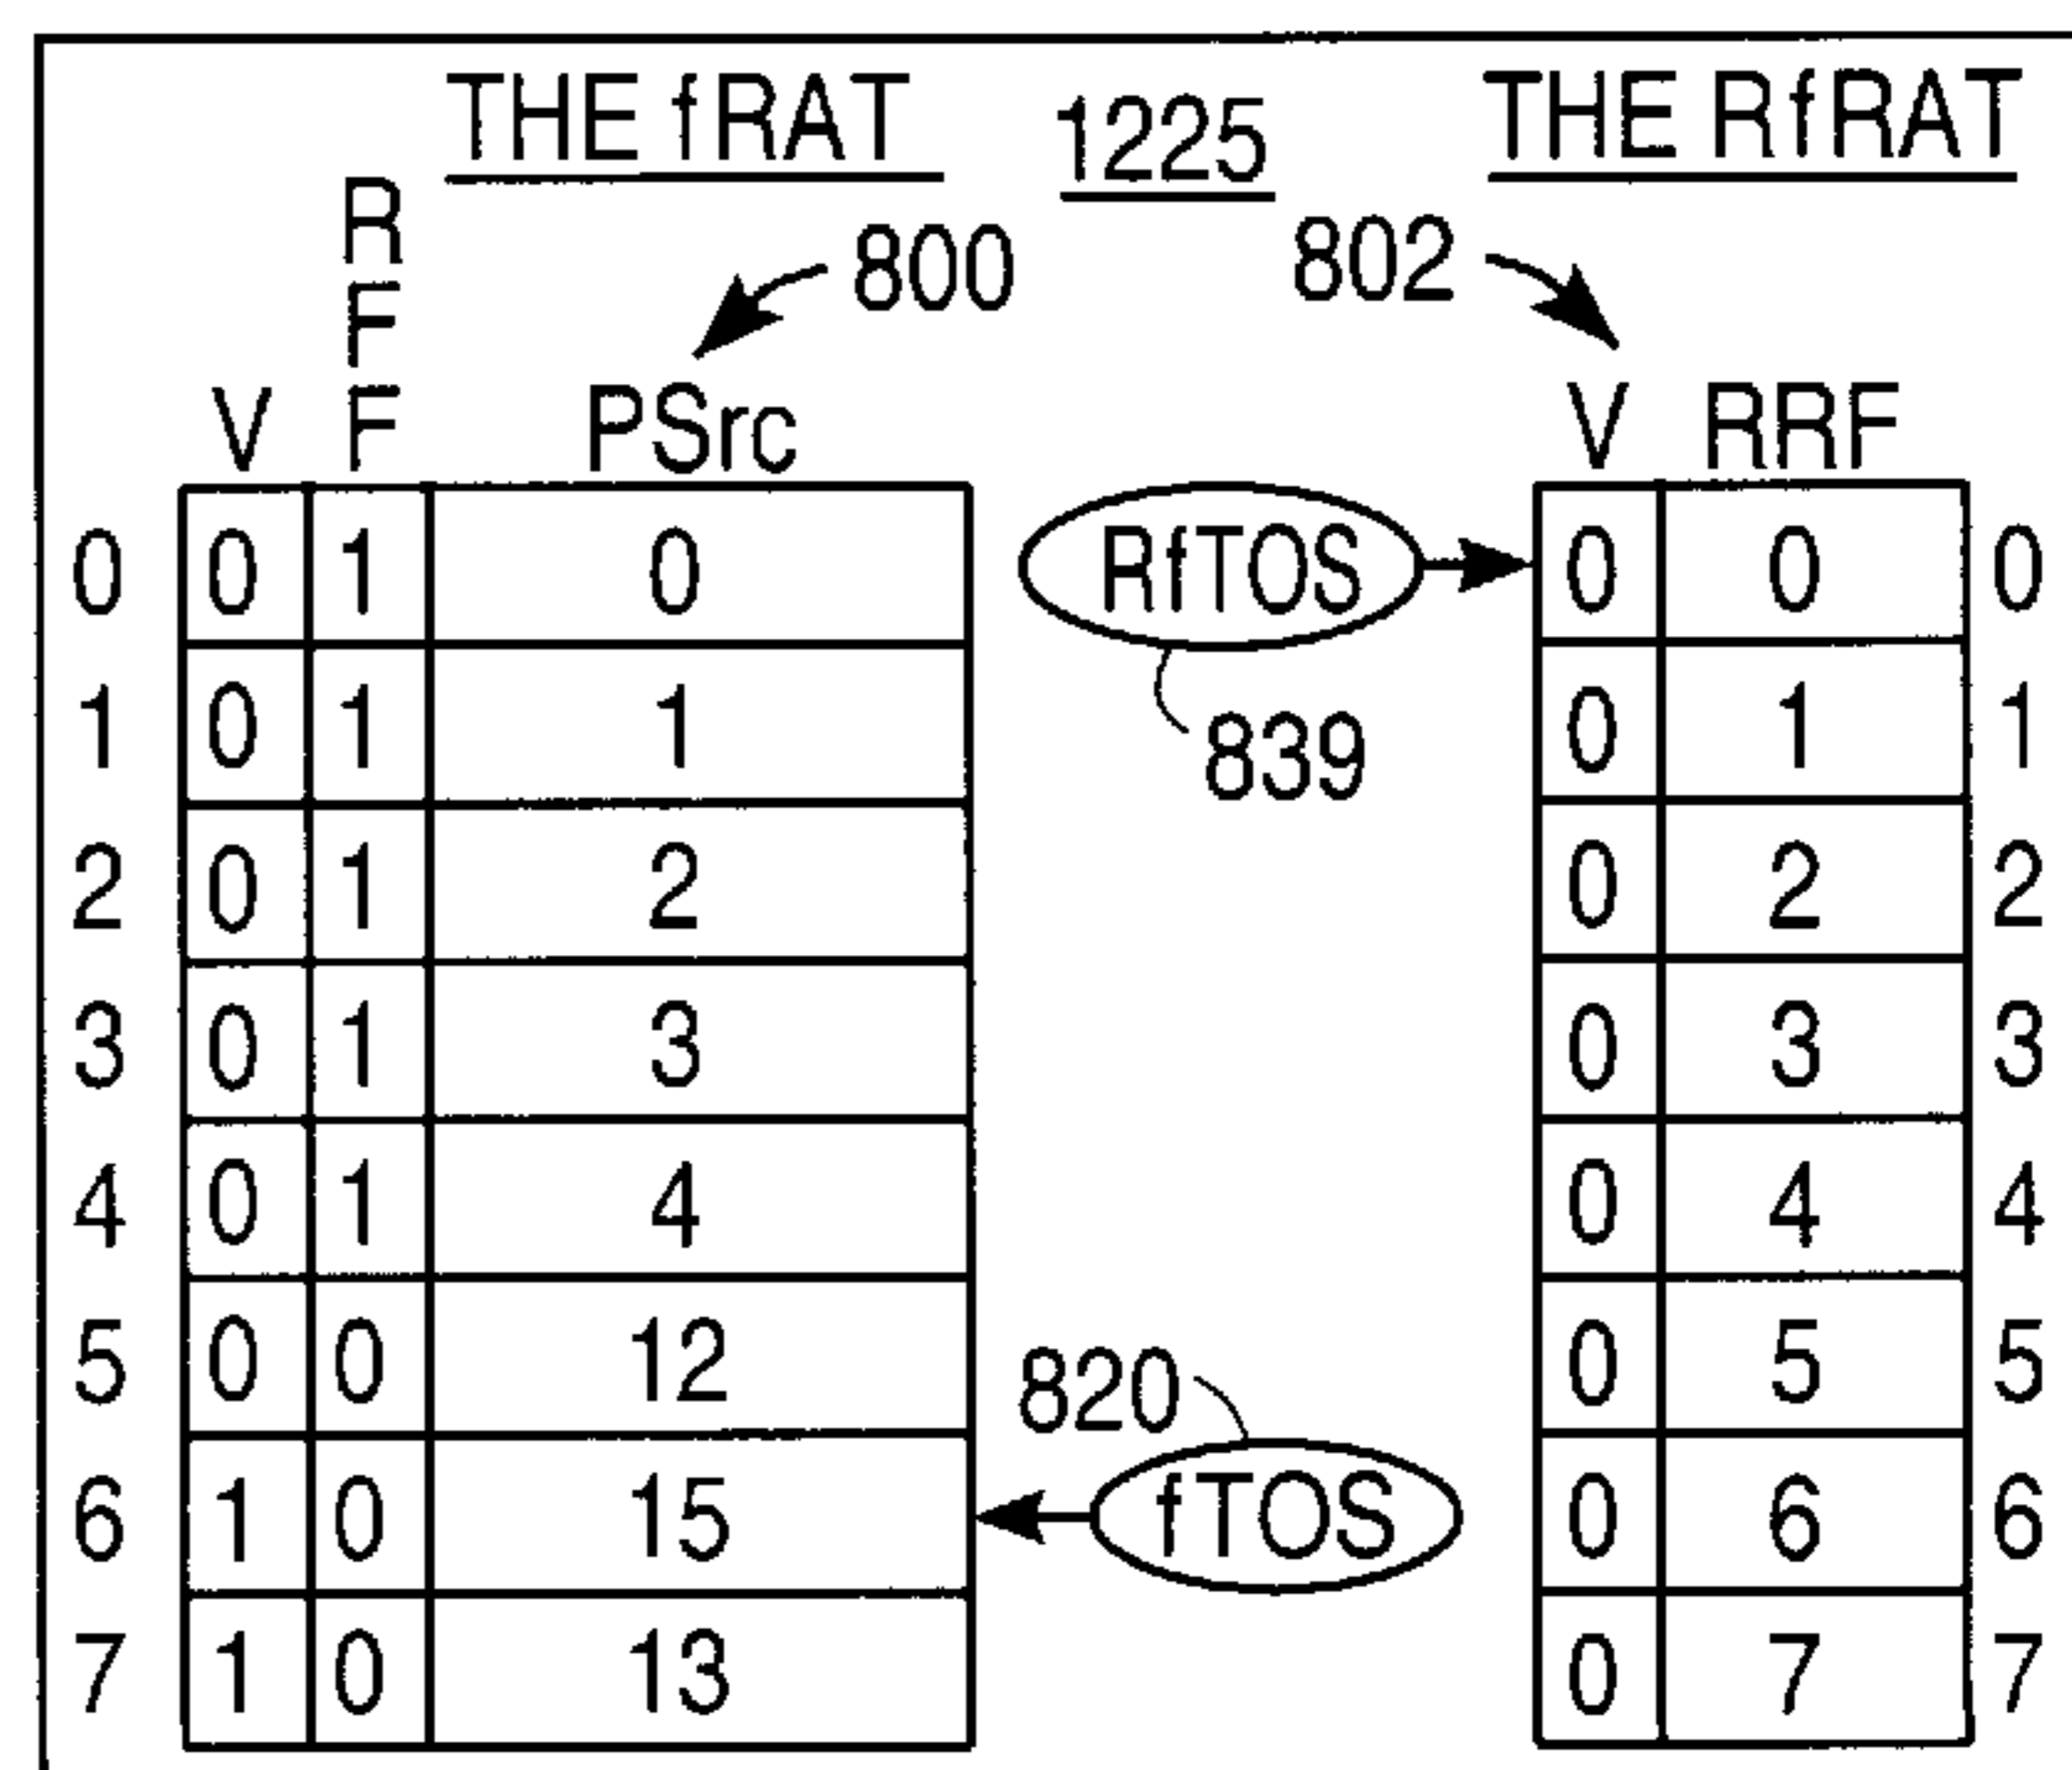 THE fRAT 1225 THE RfRAT
800 802
V RFF PSrc V RRF
0 0 1 0 RfTOS 0 0 0
1 0 1 1 839 0 1 1
2 0 1 2 0 2 2
3 0 1 3 0 3 3
4 0 1 4 0 4 4
5 0 0 12 820 0 5 5
6 1 0 15 fTOS 0 6 6
7 1 0 13 0 7 7